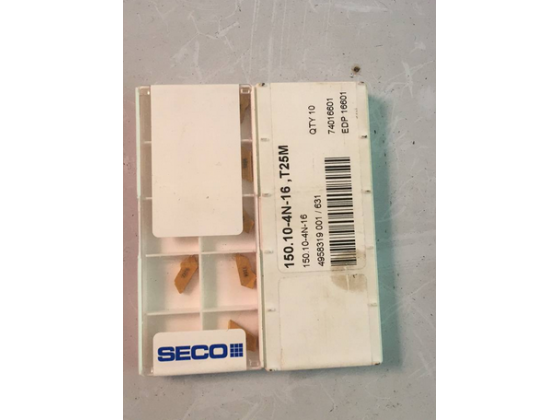 SECO
150.10-4N-16 ,T25M
150.10-4N-16
4958319 001 / 631
QTY 10
74016601
EDP 16601